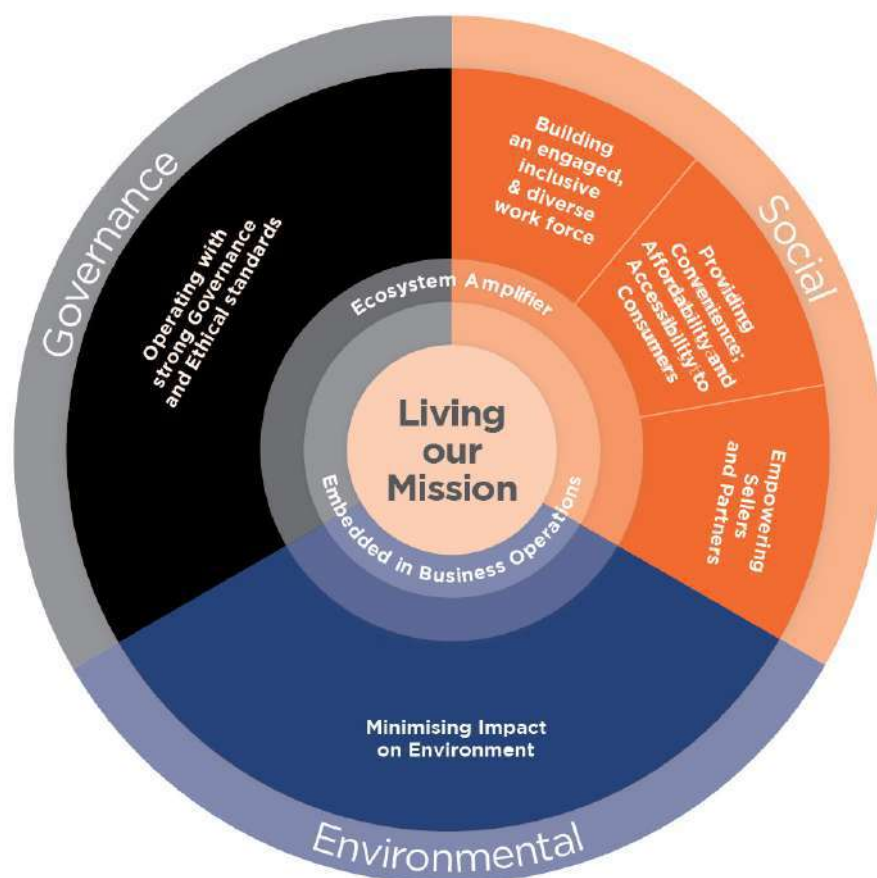 Governance
Operating with
strong Governance
and Ethical standards
Social
Building
an engaged,
inclusive
& diverse
work force
Providing
Convenience;
Affordability and
Accessibility to
Consumers
Empowering
Sellers
and Partners
Ecosystem Amplifier
Living
our
Mission
Embedded in Business Operations
Minimising Impact
on Environment
Environmental